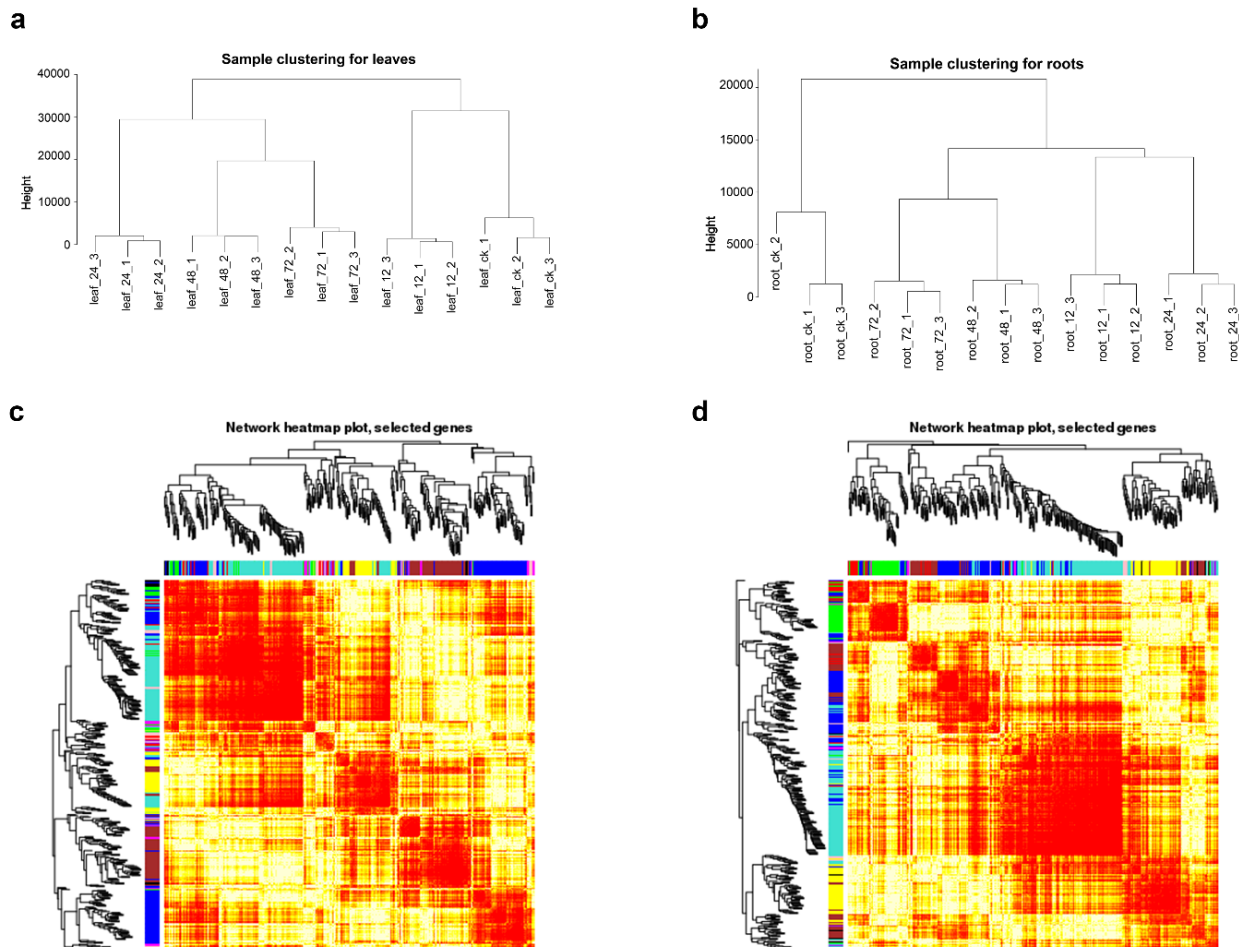 a
Sample clustering for leaves
40000
30000
20000
10000
0
Height
leaf_24_3
leaf_24_1
leaf_24_2
leaf_48_1
leaf_48_2
leaf_48_3
leaf_72_2
leaf_72_1
leaf_72_3
leaf_12_3
leaf_12_1
leaf_12_2
leaf_ck_1
leaf_ck_2
leaf_ck_3
b
Sample clustering for roots
20000
15000
10000
5000
0
Height
root_ck_2
root_ck_1
root_ck_3
root_72_2
root_72_1
root_72_3
root_48_2
root_48_1
root_48_3
root_12_3
root_12_1
root_12_2
root_24_1
root_24_2
root_24_3
c
Network heatmap plot, selected genes
d
Network heatmap plot, selected genes